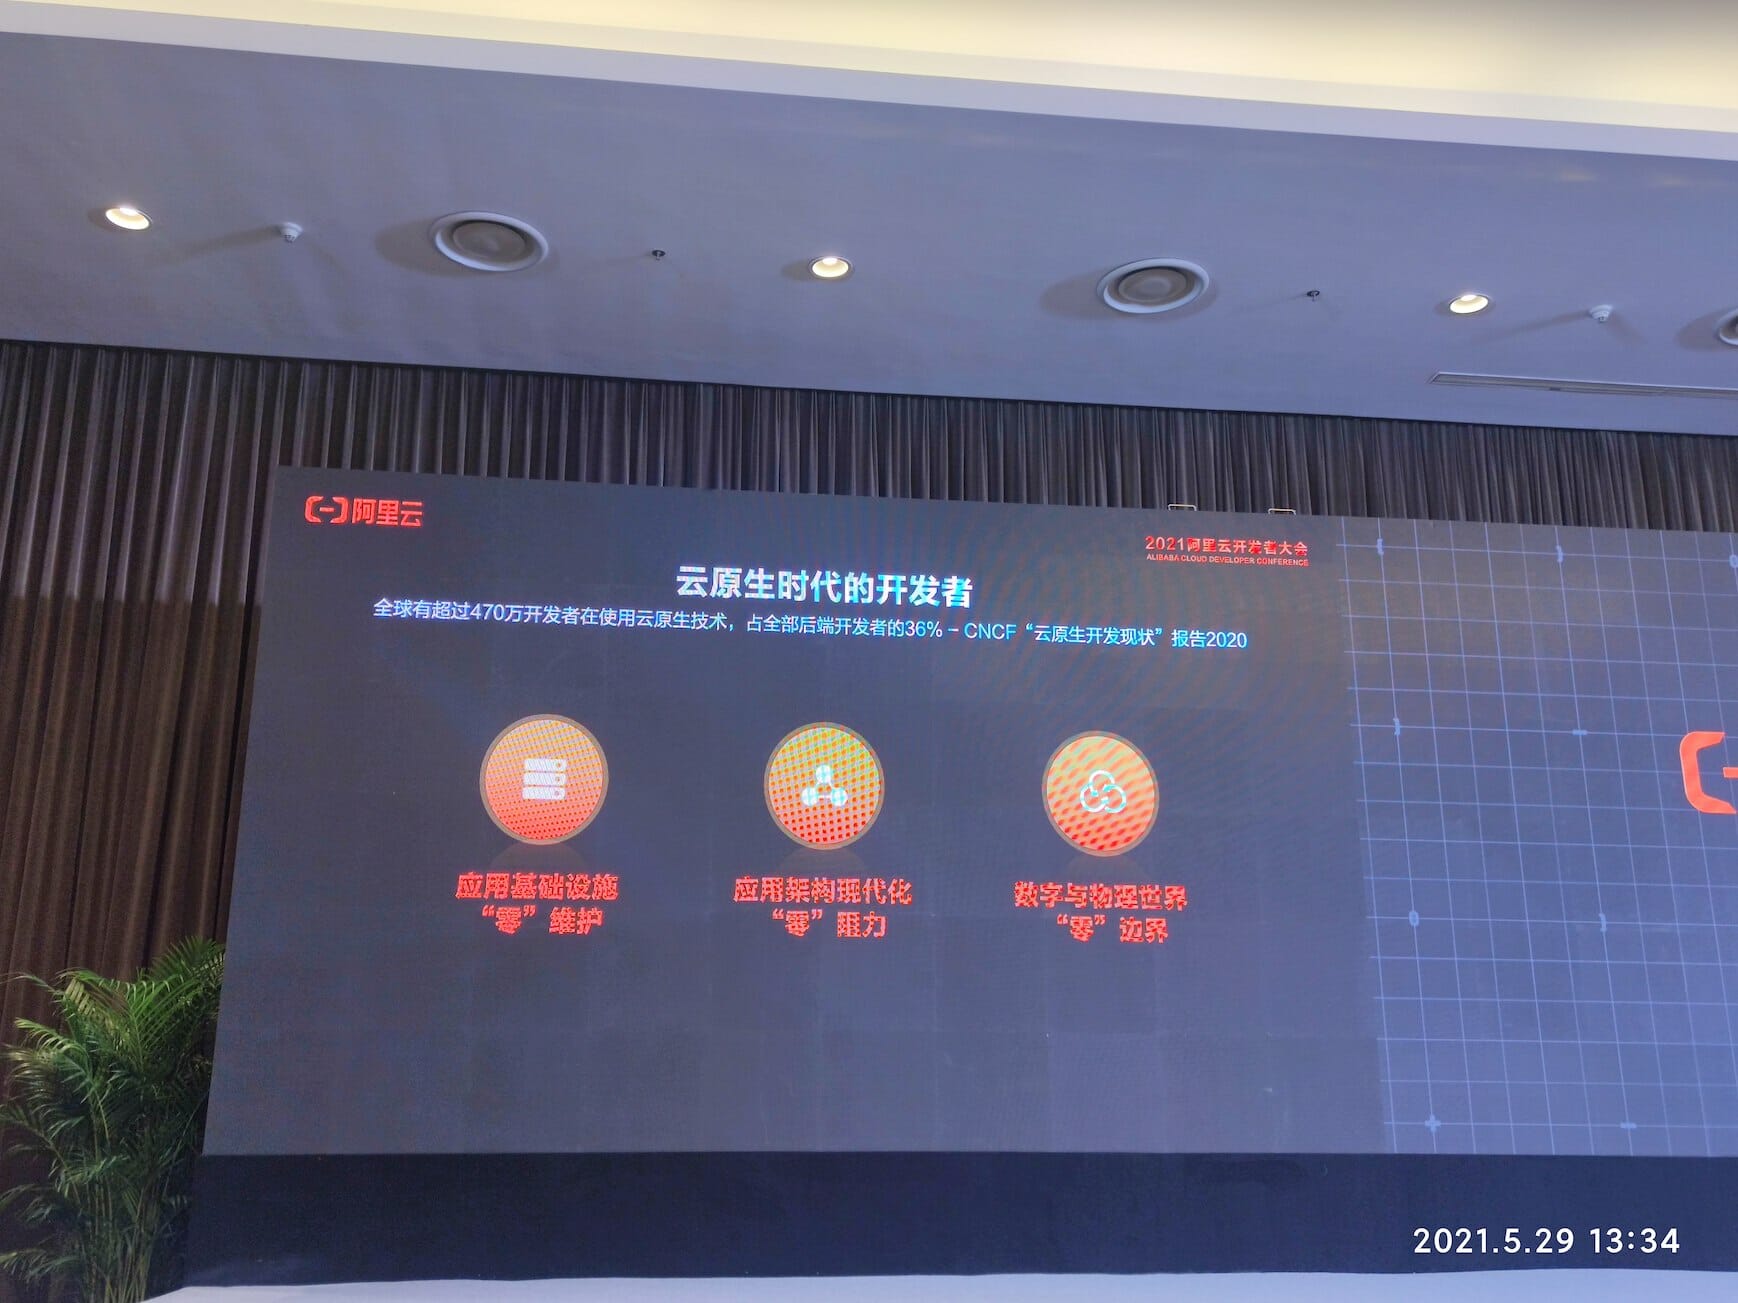 阿里云
2021阿里云开发者大会
ALIBABA CLOUD DEVELOPER CONFERENCE
云原生时代的开发者
全球有超过470万开发者在使用云原生技术，占全部后端开发者的36% – CNCF “云原生开发现状” 报告2020
应用基础设施
“零” 维护
应用架构现代化
“零” 阻力
数字与物理世界
“零” 边界
2021.5.29 13:34